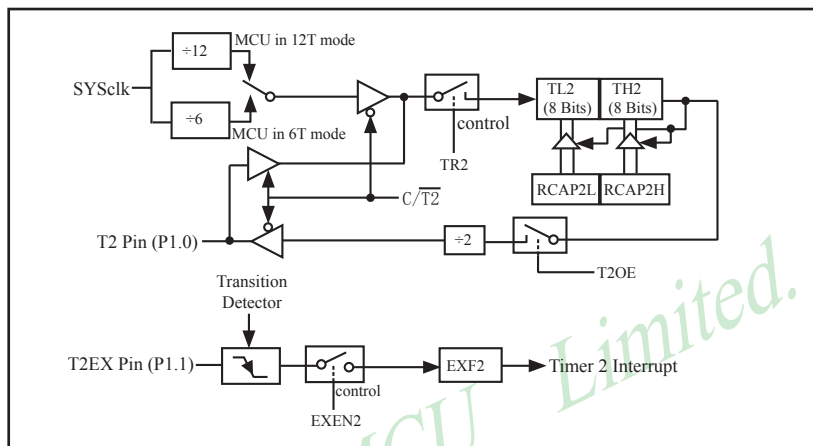 ÷12
MCU in 12T mode
SYSclk
÷6
MCU in 6T mode
control
TR2
TL2
(8 Bits)
TH2
(8 Bits)
RCAP2L
RCAP2H
C/T2
T2 Pin (P1.0)
÷2
T2OE
Transition
Detector
T2EX Pin (P1.1)
control
EXEN2
EXF2
Timer 2 Interrupt
MCU Limited.